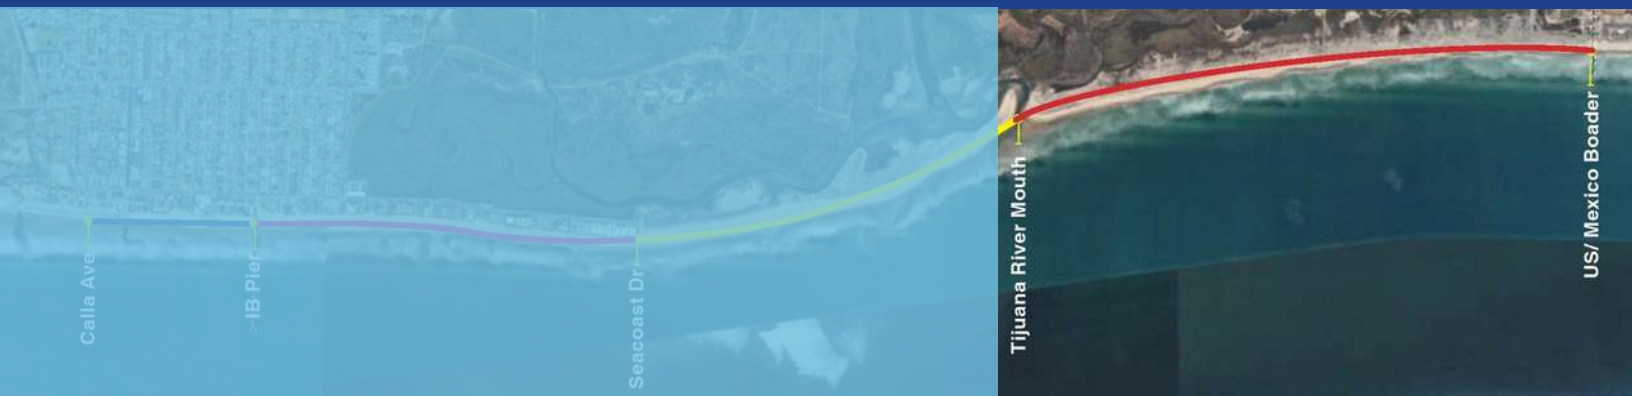 Calla Ave
IB Pier
Seacoast Dr
Tijuana River Mouth
US/ Mexico Boader